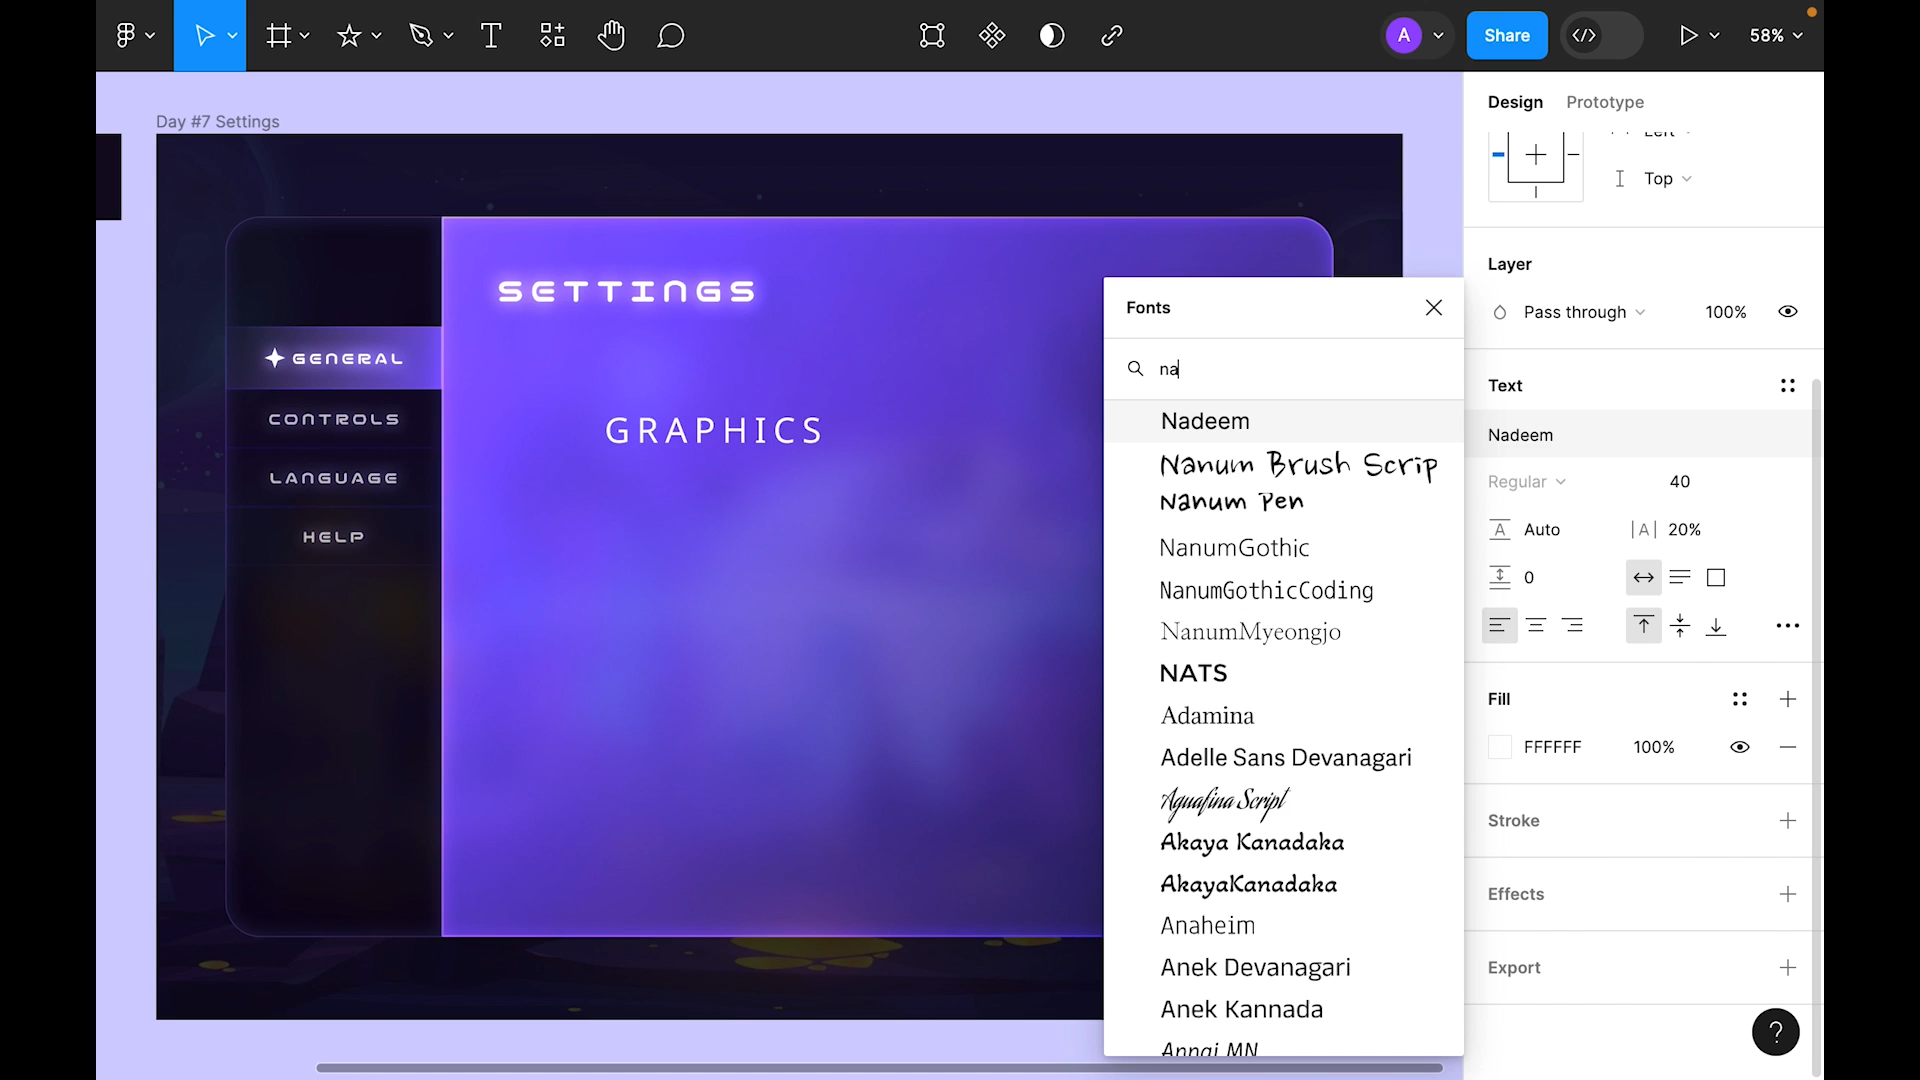 A
Share
58%
Day #7 Settings
SETTINGS
GENERAL
CONTROLS
LANGUAGE
HELP
GRAPHICS
Fonts
na
Nadeem
Nanum Brush Scrip
Nanum Pen
NanumGothic
NanumGothicCoding
NanumMyeongjo
NATS
Adamina
Adelle Sans Devanagari
Aguafina Script
Akaya Kanadaka
AkayaKanadaka
Anaheim
Anek Devanagari
Anek Kannada
Annai MN
Design Prototype
Left
Top
Layer
Pass through 100%
Text
Nadeem
Regular 40
Auto 20%
0
Fill
FFFFFF 100%
Stroke
Effects
Export
?